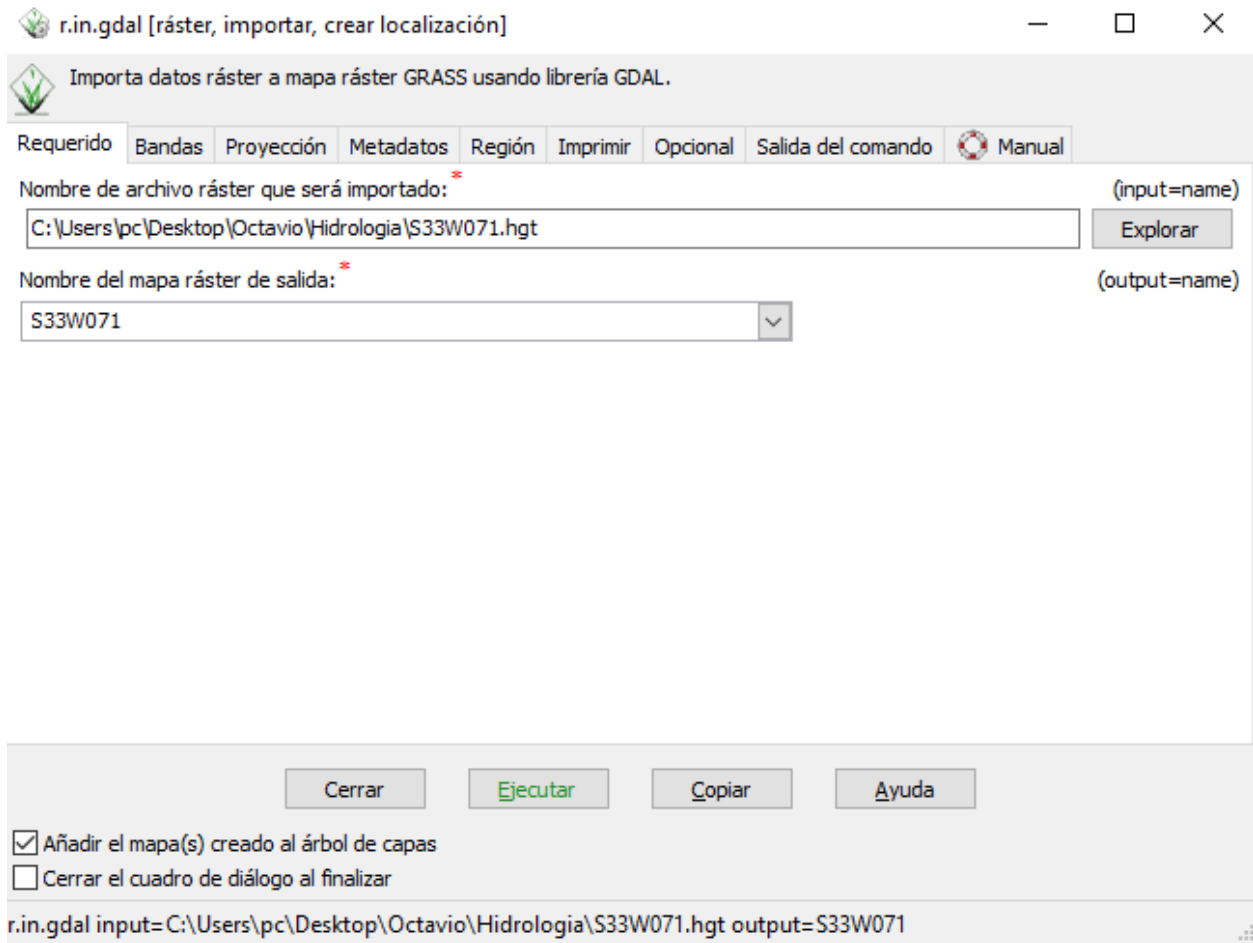 r.in.gdal [ráster, importar, crear localización]
Importa datos ráster a mapa ráster GRASS usando librería GDAL.
Requerido Bandas Proyección Metadatos Región Imprimir Opcional Salida del comando Manual
Nombre de archivo ráster que será importado:* (input=name)
C:\Users\pc\Desktop\Octavio\Hidrologia\S33W071.hgt Explorar
Nombre del mapa ráster de salida:* (output=name)
S33W071
Cerrar Ejecutar Copiar Ayuda
Añadir el mapa(s) creado al árbol de capas
Cerrar el cuadro de diálogo al finalizar
r.in.gdal input=C:\Users\pc\Desktop\Octavio\Hidrologia\S33W071.hgt output=S33W071